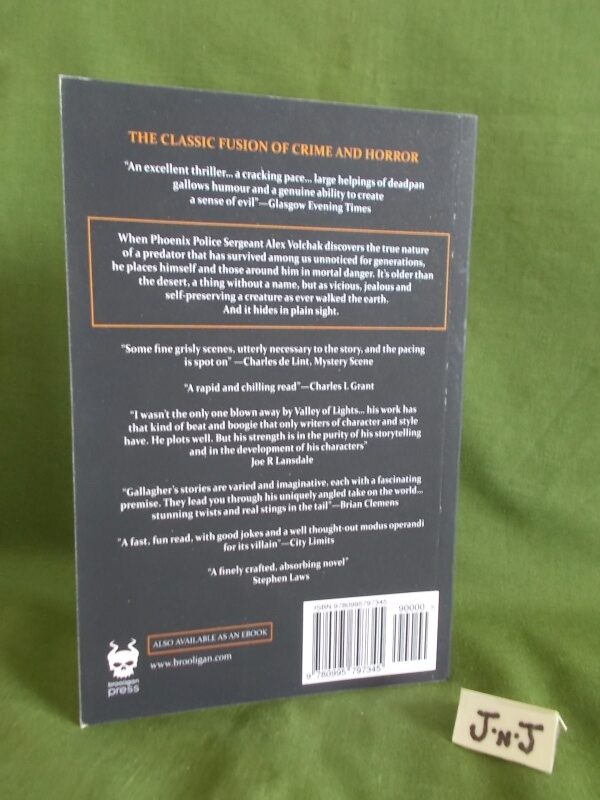 THE CLASSIC FUSION OF CRIME AND HORROR
"An excellent thriller... a cracking pace... large helpings of deadpan
gallows humour and a genuine ability to create
a sense of evil"—Glasgow Evening Times
When Phoenix Police Sergeant Alex Volchak discovers the true nature
of a predator that has survived among us unnoticed for generations,
he places himself and those around him in mortal danger. It's older than
the desert, a thing without a name, but as vicious, jealous and
self-preserving a creature as ever walked the earth.
And it hides in plain sight.
"Some fine grisly scenes, utterly necessary to the story, and the pacing
is spot on" —Charles de Lint, Mystery Scene
"A rapid and chilling read"—Charles L Grant
"I wasn't the only one blown away by Valley of Lights... his work has
that kind of beat and boogie that only writers of character and style
have. He plots well. But his strength is in the purity of his storytelling
and in the development of his characters"
Joe R Lansdale
"Gallagher's stories are varied and imaginative, each with a fascinating
premise. They lead you through his uniquely angled take on the world...
stunning twists and real stings in the tail"—Brian Clemens
"A fast, fun read, with good jokes and a well thought-out modus operandi
for its villain"—City Limits
"A finely crafted, absorbing novel"
Stephen Laws
ISBN 9780995797345
90000 >
9 780995 797345
ALSO AVAILABLE AS AN EBOOK
www.brooligan.com
brooligan
press
J·N·J